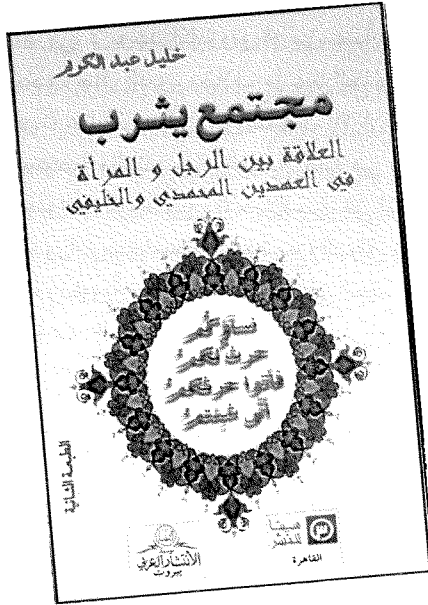 خليل عبد الكريم
مجتمع يثرب
العلاقة بين الرجل و المرأة
في العهدين المحمدي والخليفي
نساؤكم
حرث لكم
فأتوا حرثكم
أنى شئتم
الطبعة الثانية
سينا للنشر
القاهرة
الانتشار العربي
بيروت